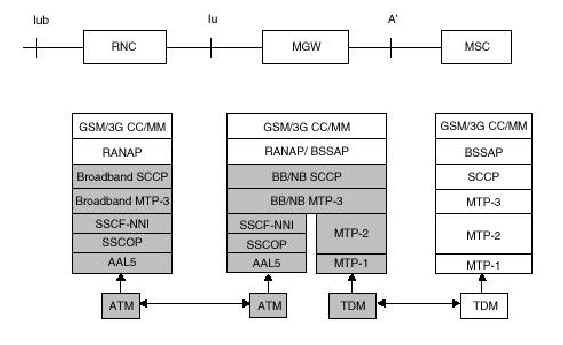 Iub
Iu
A'
RNC
MGW
MSC
GSM/3G CC/MM
RANAP
Broadband SCCP
Broadband MTP-3
SSCF-NNI
SSCOP
AAL5
ATM
GSM/3G CC/MM
RANAP/ BSSAP
BB/NB SCCP
BB/NB MTP-3
SSCF-NNI
SSCOP
AAL5
ATM
MTP-2
MTP-1
TDM
GSM/3G CC/MM
BSSAP
SCCP
MTP-3
MTP-2
MTP-1
TDM